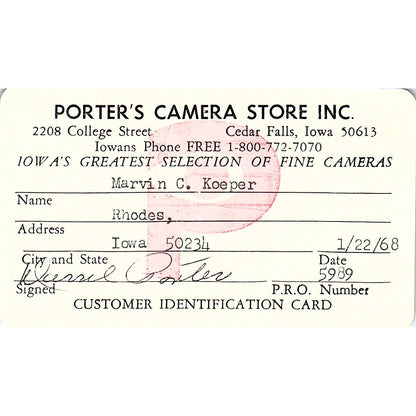 PORTER'S CAMERA STORE INC.
2208 College Street Cedar Falls, Iowa 50613
Iowans Phone FREE 1-800-772-7070
IOWA'S GREATEST SELECTION OF FINE CAMERAS
Marvin C. Koeper
Name
Rhodes,
Address
Iowa 50234 1/22/68
City and State Date
Darrel Porter 5989
Signed P.R.O. Number
CUSTOMER IDENTIFICATION CARD